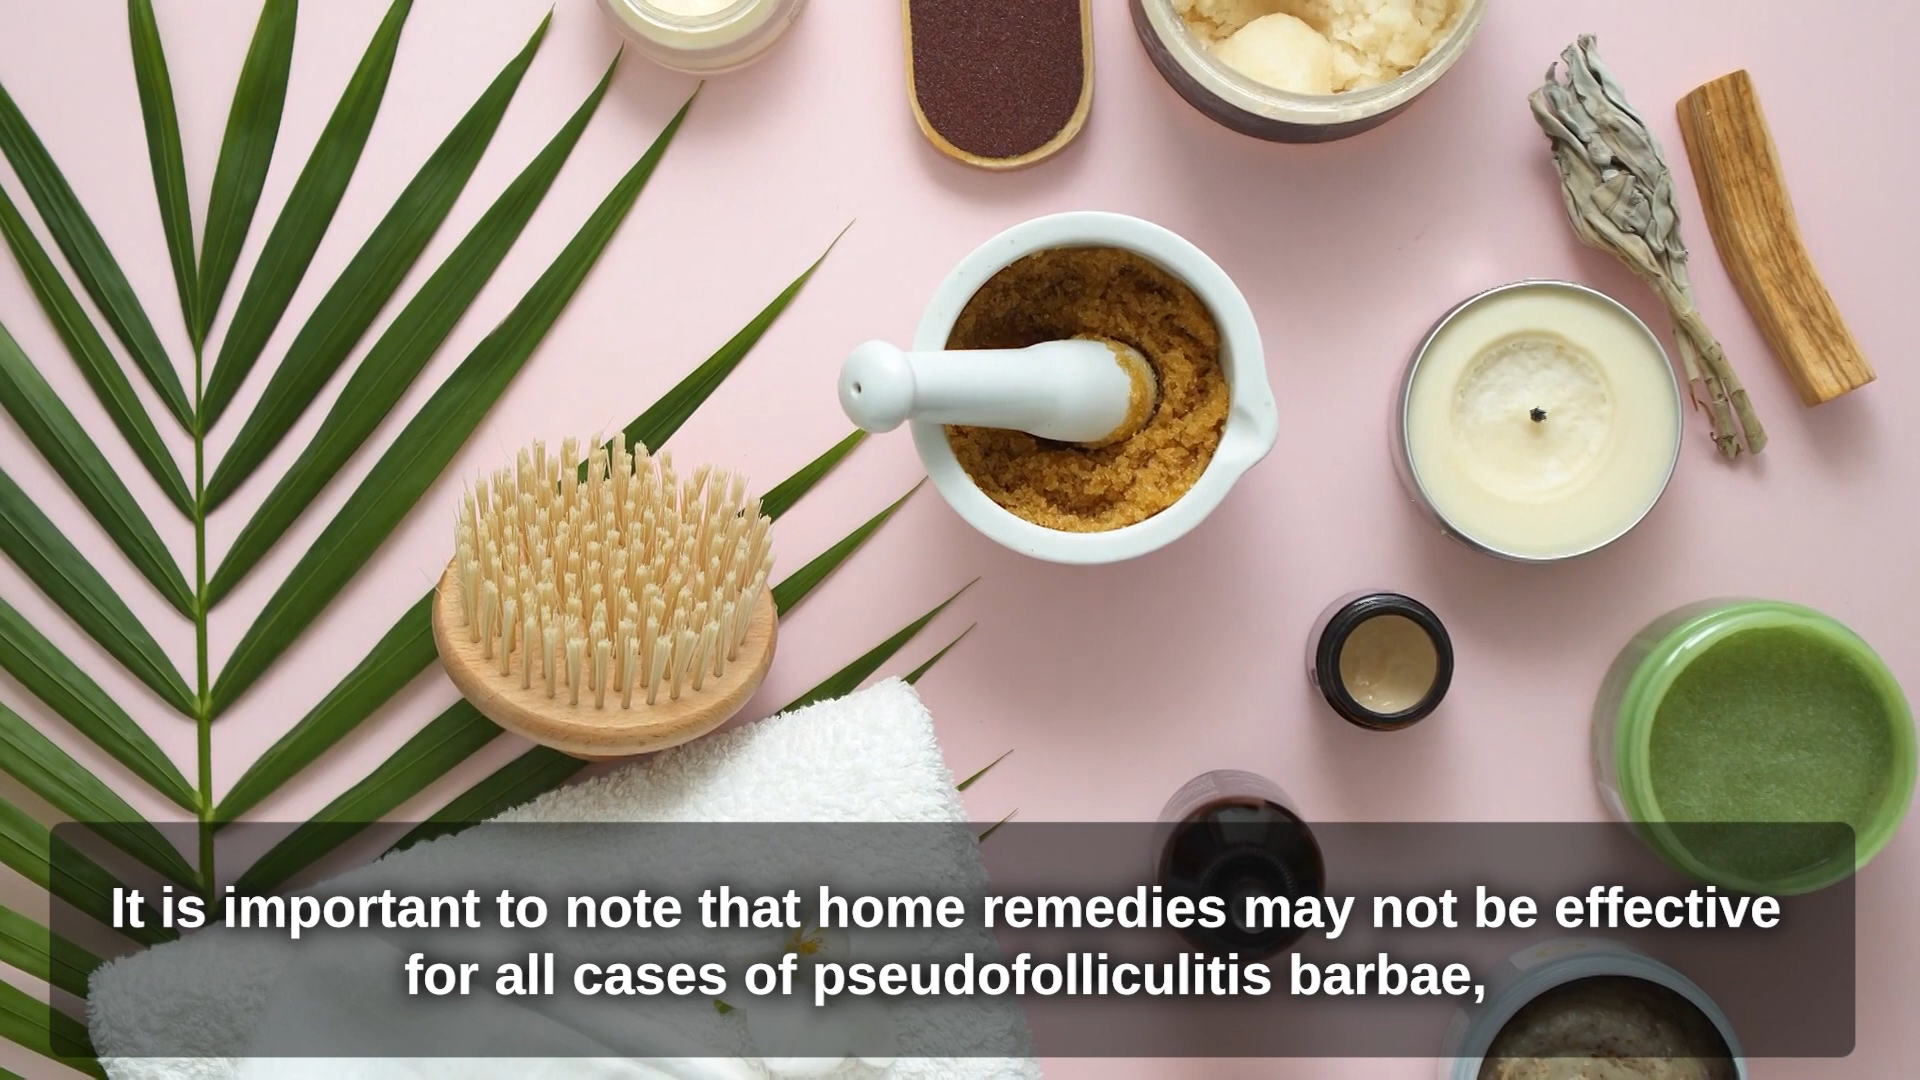 It is important to note that home remedies may not be effective
for all cases of pseudofolliculitis barbae,